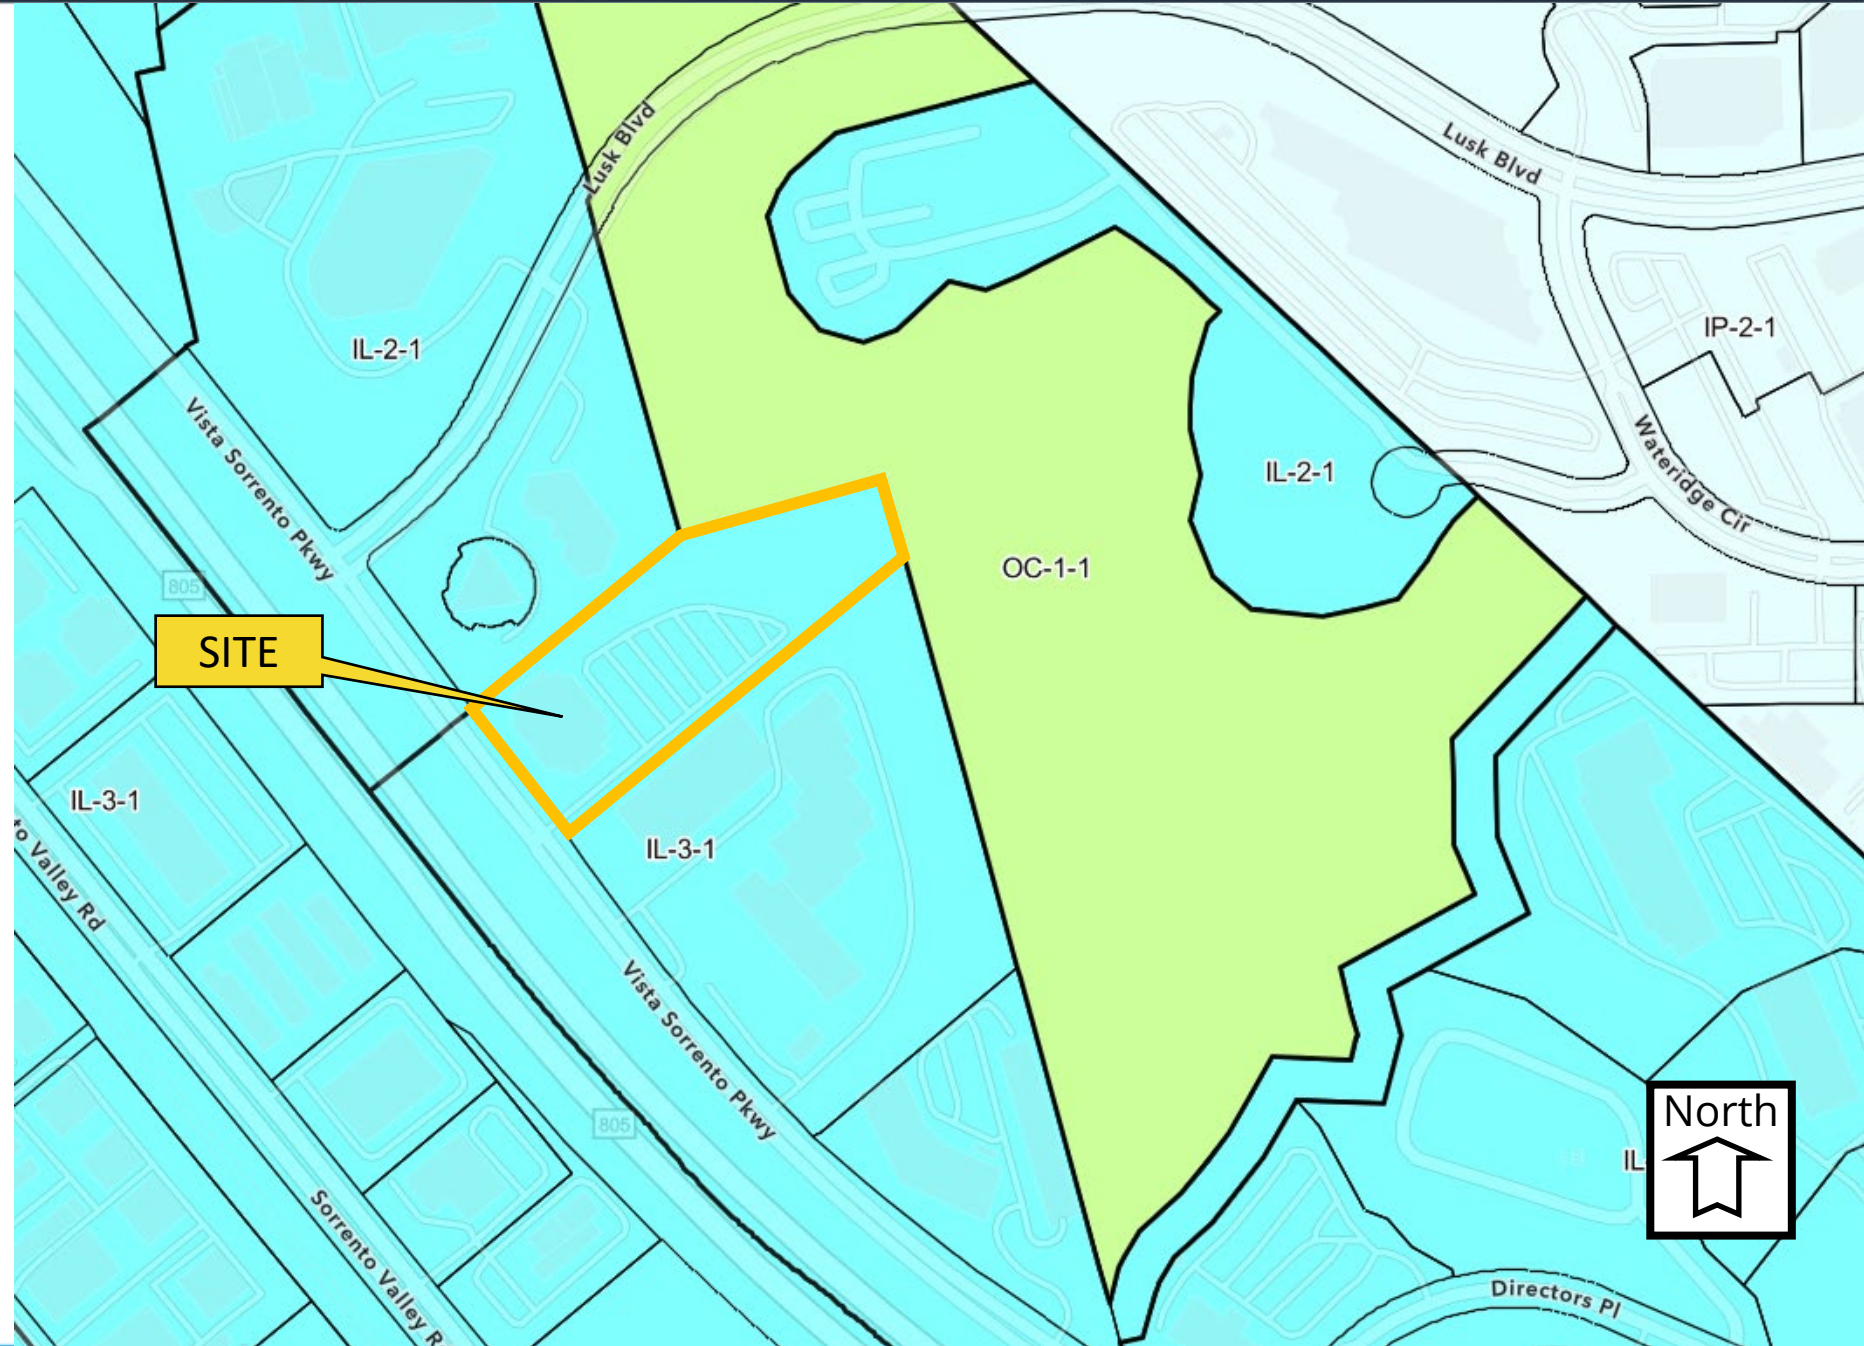 Lusk Blvd
Lusk Blvd
IP-2-1
IL-2-1
Vista Sorrento Pkwy
IL-2-1
Wateridge Cir
OC-1-1
805
SITE
IL-3-1
IL-3-1
to Valley Rd
Vista Sorrento Pkwy
805
North
IL-
Sorrento Valley R
Directors Pl